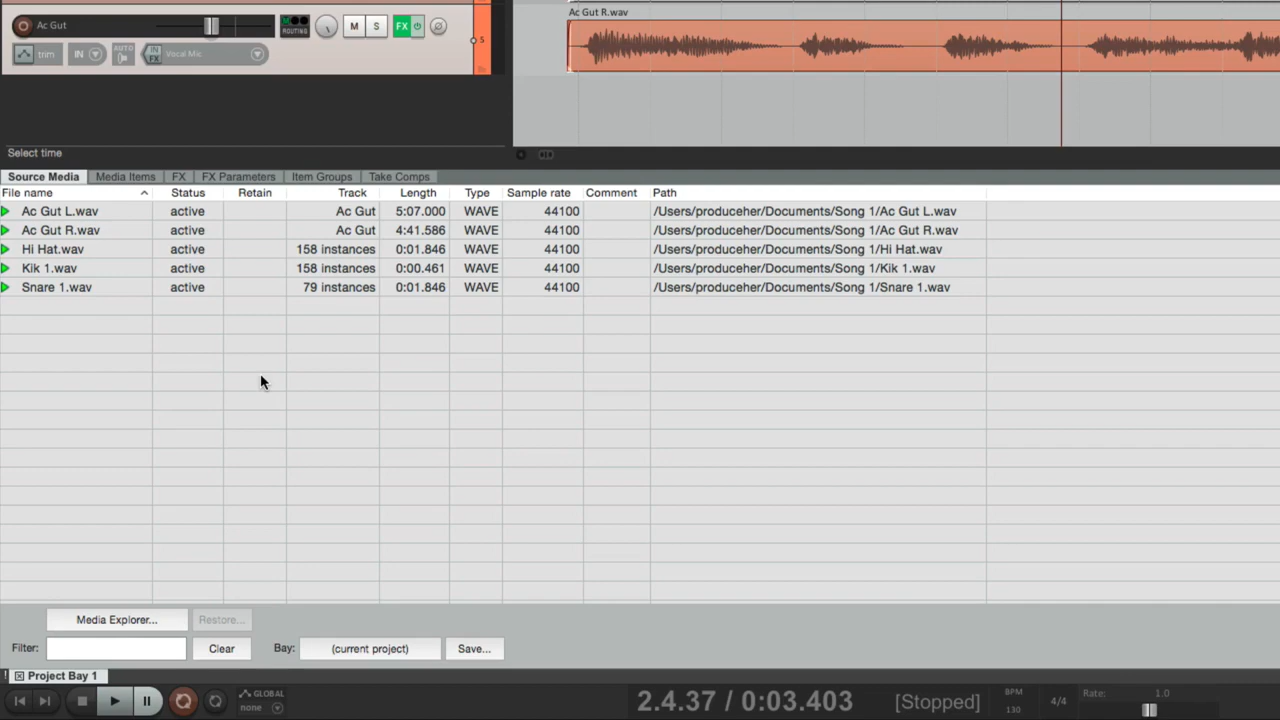 Ac Gut
ROUTING
M
S
FX
5
trim
IN
AUTO
IN FX
Vocal Mic
Ac Gut R.wav
Select time
Source Media Media Items FX FX Parameters Item Groups Take Comps
File name Status Retain Track Length Type Sample rate Comment Path
Ac Gut L.wav active Ac Gut 5:07.000 WAVE 44100 /Users/produceher/Documents/Song 1/Ac Gut L.wav
Ac Gut R.wav active Ac Gut 4:41.586 WAVE 44100 /Users/produceher/Documents/Song 1/Ac Gut R.wav
Hi Hat.wav active 158 instances 0:01.846 WAVE 44100 /Users/produceher/Documents/Song 1/Hi Hat.wav
Kik 1.wav active 158 instances 0:00.461 WAVE 44100 /Users/produceher/Documents/Song 1/Kik 1.wav
Snare 1.wav active 79 instances 0:01.846 WAVE 44100 /Users/produceher/Documents/Song 1/Snare 1.wav
Media Explorer... Restore...
Filter: Clear Bay: (current project) Save...
! Project Bay 1
GLOBAL
none
2.4.37 / 0:03.403 [Stopped]
BPM
130
4/4
Rate: 1.0